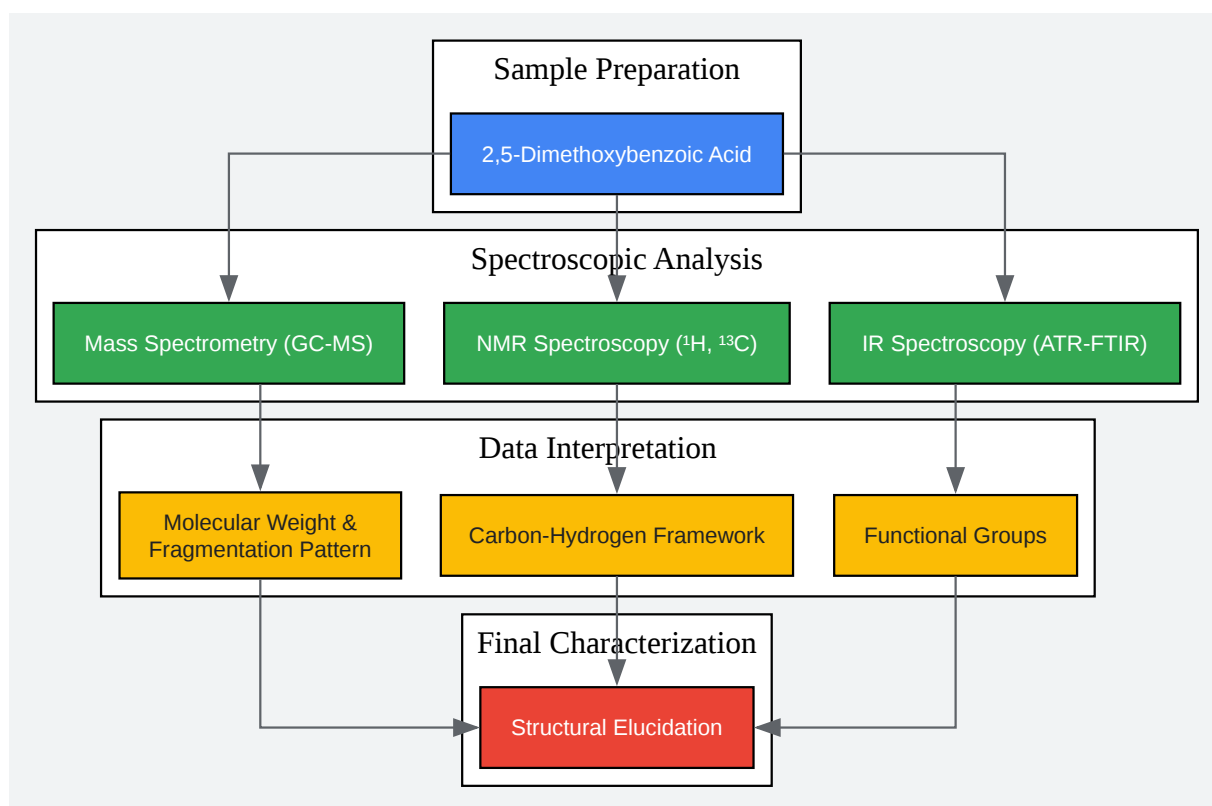 Sample Preparation
2,5-Dimethoxybenzoic Acid
Spectroscopic Analysis
Mass Spectrometry (GC-MS)
NMR Spectroscopy (¹H, ¹³C)
IR Spectroscopy (ATR-FTIR)
Data Interpretation
Molecular Weight &
Fragmentation Pattern
Carbon-Hydrogen Framework
Functional Groups
Final Characterization
Structural Elucidation